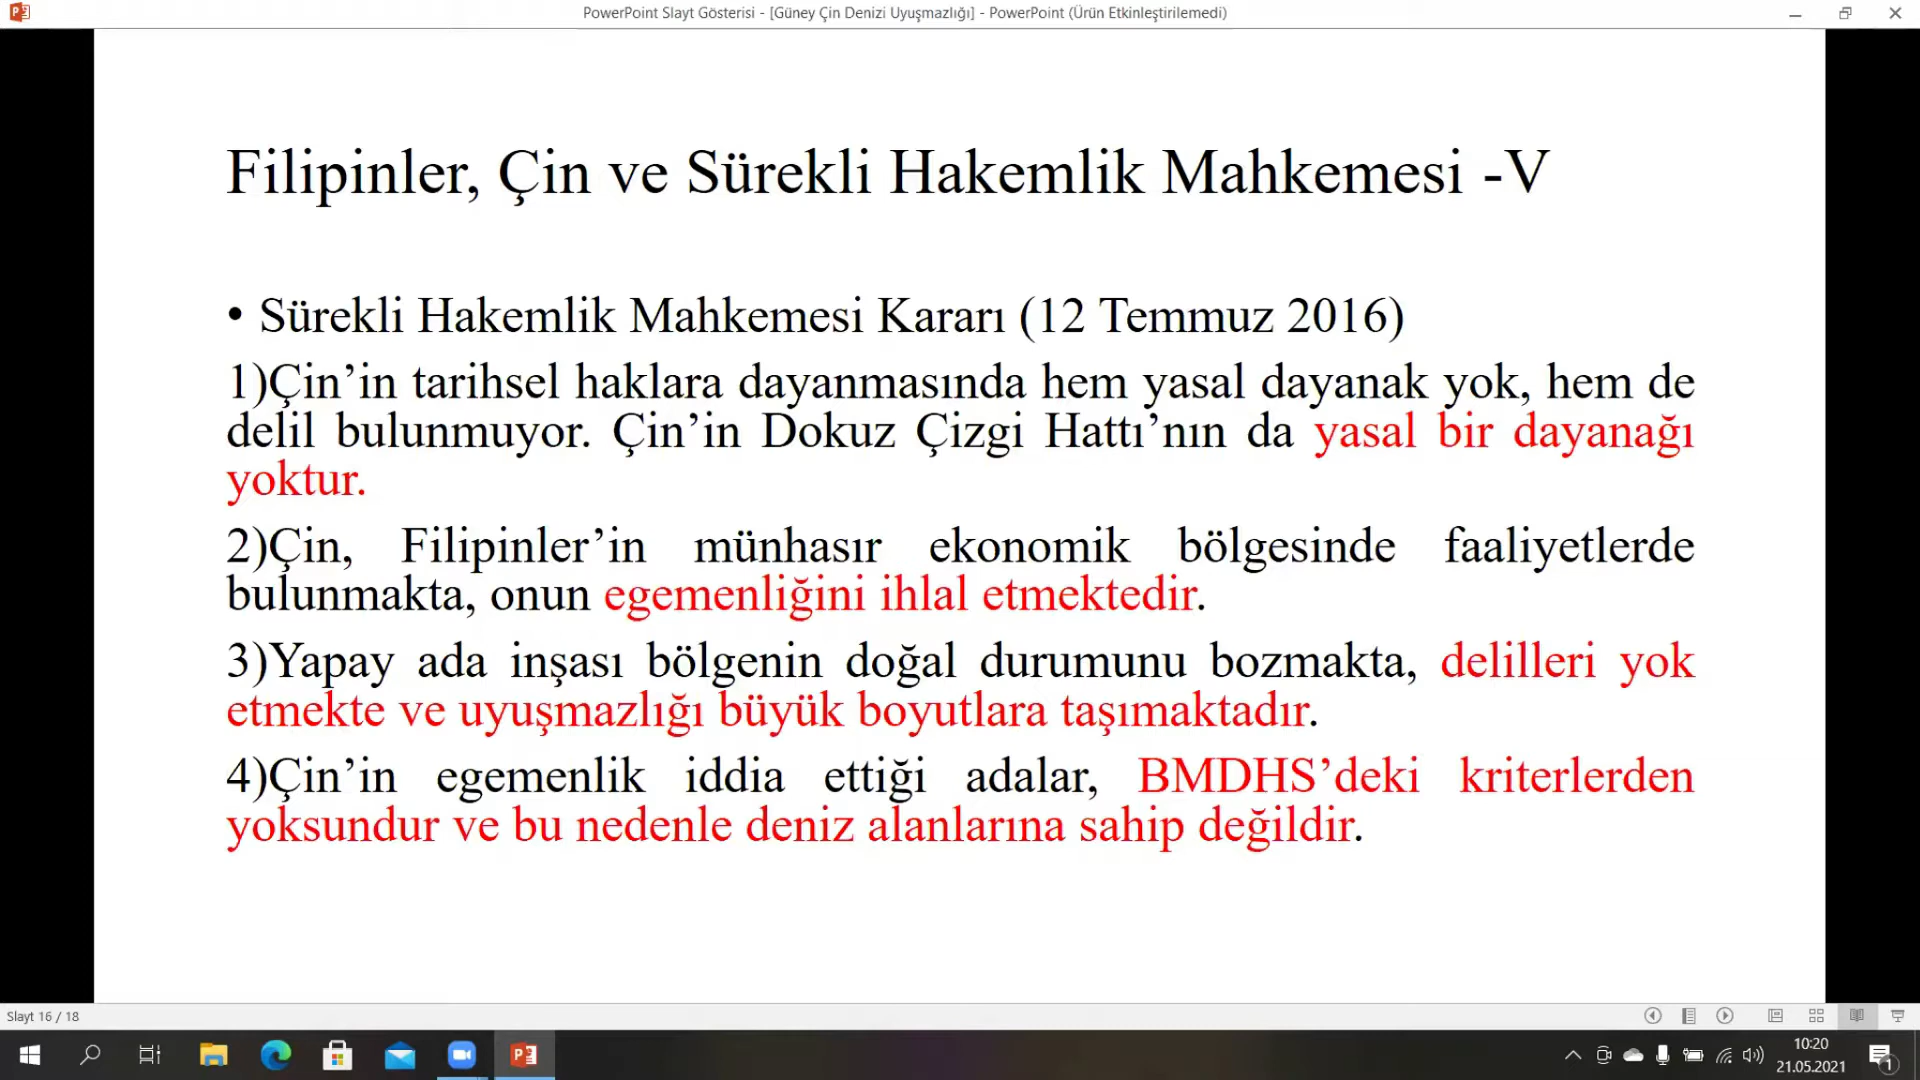 PowerPoint Slayt Gösterisi - [Güney Çin Denizi Uyuşmazlığı] - PowerPoint (Ürün Etkinleştirilemedi)
Filipinler, Çin ve Sürekli Hakemlik Mahkemesi -V
• Sürekli Hakemlik Mahkemesi Kararı (12 Temmuz 2016)
1)Çin’in tarihsel haklara dayanmasında hem yasal dayanak yok, hem de
delil bulunmuyor. Çin’in Dokuz Çizgi Hattı’nın da yasal bir dayanağı
yoktur.
2)Çin, Filipinler’in münhasır ekonomik bölgesinde faaliyetlerde
bulunmakta, onun egemenliğini ihlal etmektedir.
3)Yapay ada inşası bölgenin doğal durumunu bozmakta, delilleri yok
etmekte ve uyuşmazlığı büyük boyutlara taşımaktadır.
4)Çin’in egemenlik iddia ettiği adalar, BMDHS’deki kriterlerden
yoksundur ve bu nedenle deniz alanlarına sahip değildir.
Slayt 16 / 18
10:20
21.05.2021
1